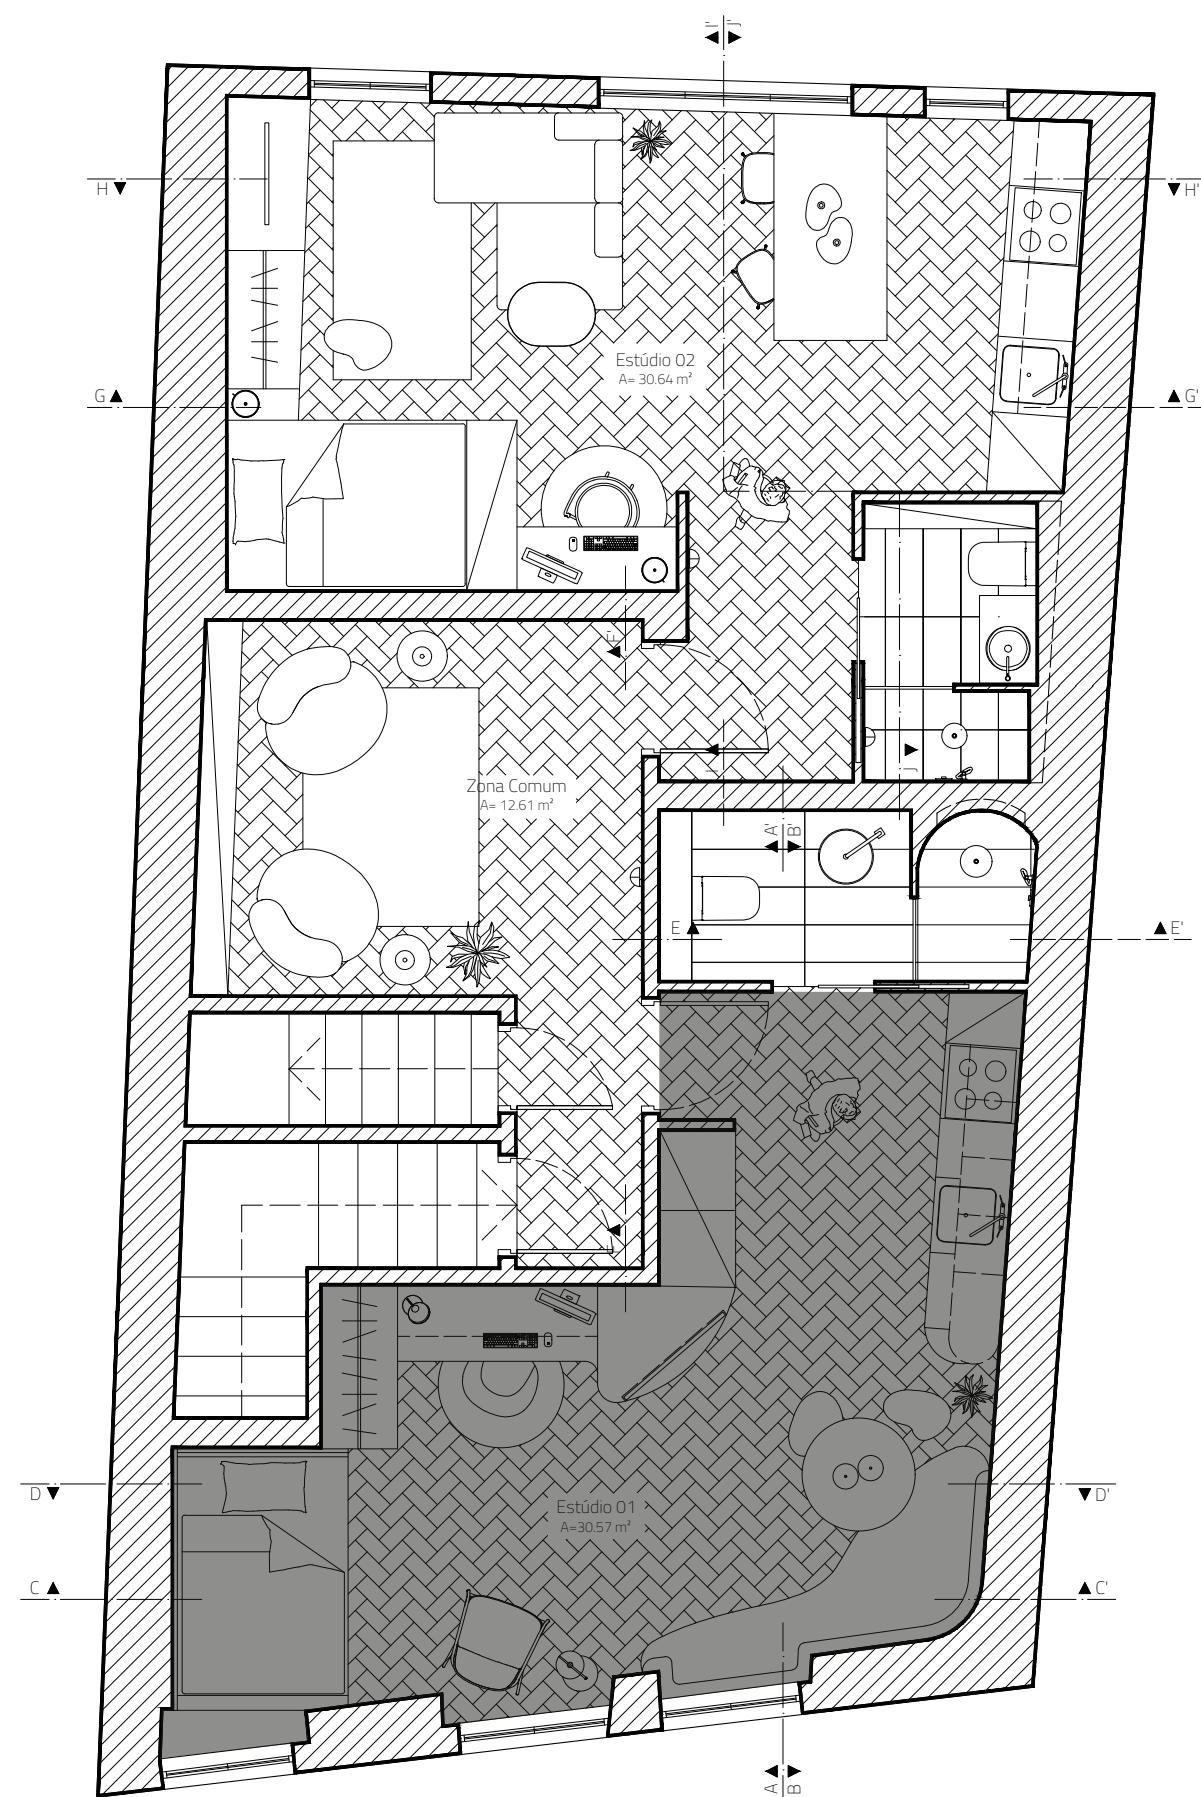 I'
J'
H
H'
Estúdio 02
A= 30.64 m²
G
G'
F'
Zona Comum
A= 12.61 m²
I
J
A'
B'
E
E'
F
D
D'
Estúdio 01
A=30.57 m²
C
C'
A
B